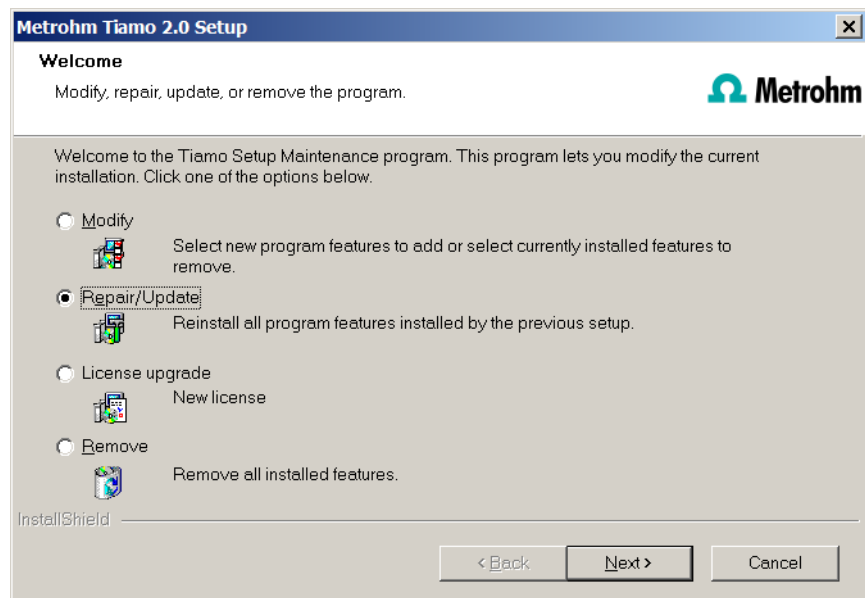 Metrohm Tiamo 2.0 Setup
Welcome
Modify, repair, update, or remove the program.
Metrohm
Welcome to the Tiamo Setup Maintenance program. This program lets you modify the current
installation. Click one of the options below.
Modify
Select new program features to add or select currently installed features to
remove.
Repair/Update
Reinstall all program features installed by the previous setup.
License upgrade
New license
Remove
Remove all installed features.
InstallShield
< Back Next > Cancel